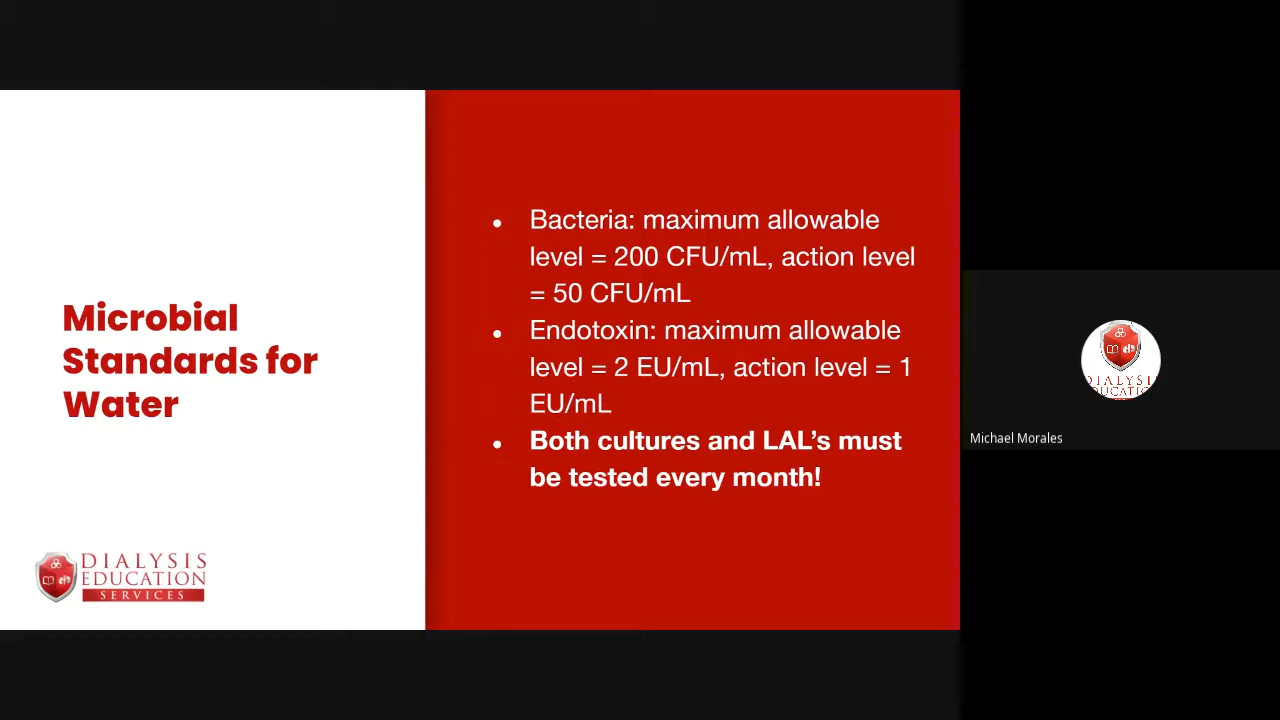 Microbial
Standards for
Water
DIALYSIS
EDUCATION
SERVICES
• Bacteria: maximum allowable
level = 200 CFU/mL, action level
= 50 CFU/mL
• Endotoxin: maximum allowable
level = 2 EU/mL, action level = 1
EU/mL
• Both cultures and LAL’s must
be tested every month!
DIALYSIS
EDUCATION
Michael Morales